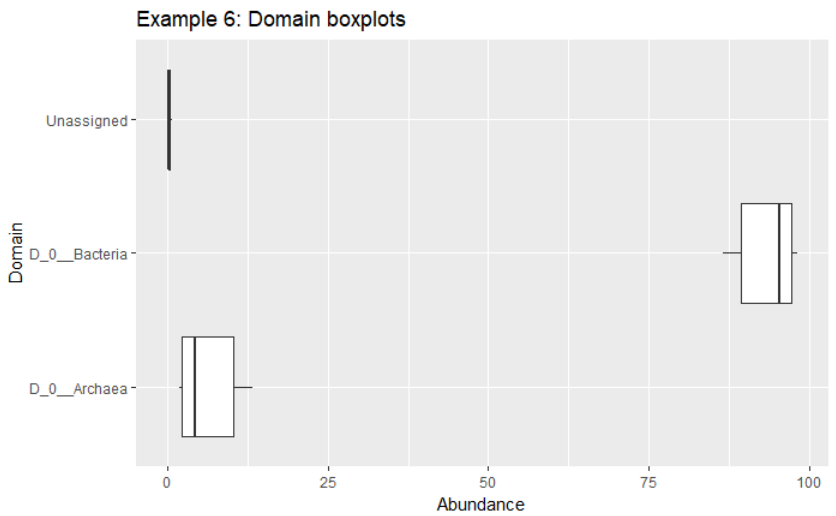 Example 6: Domain boxplots
Unassigned
D_0__Bacteria
D_0__Archaea
Domain
0 25 50 75 100
Abundance